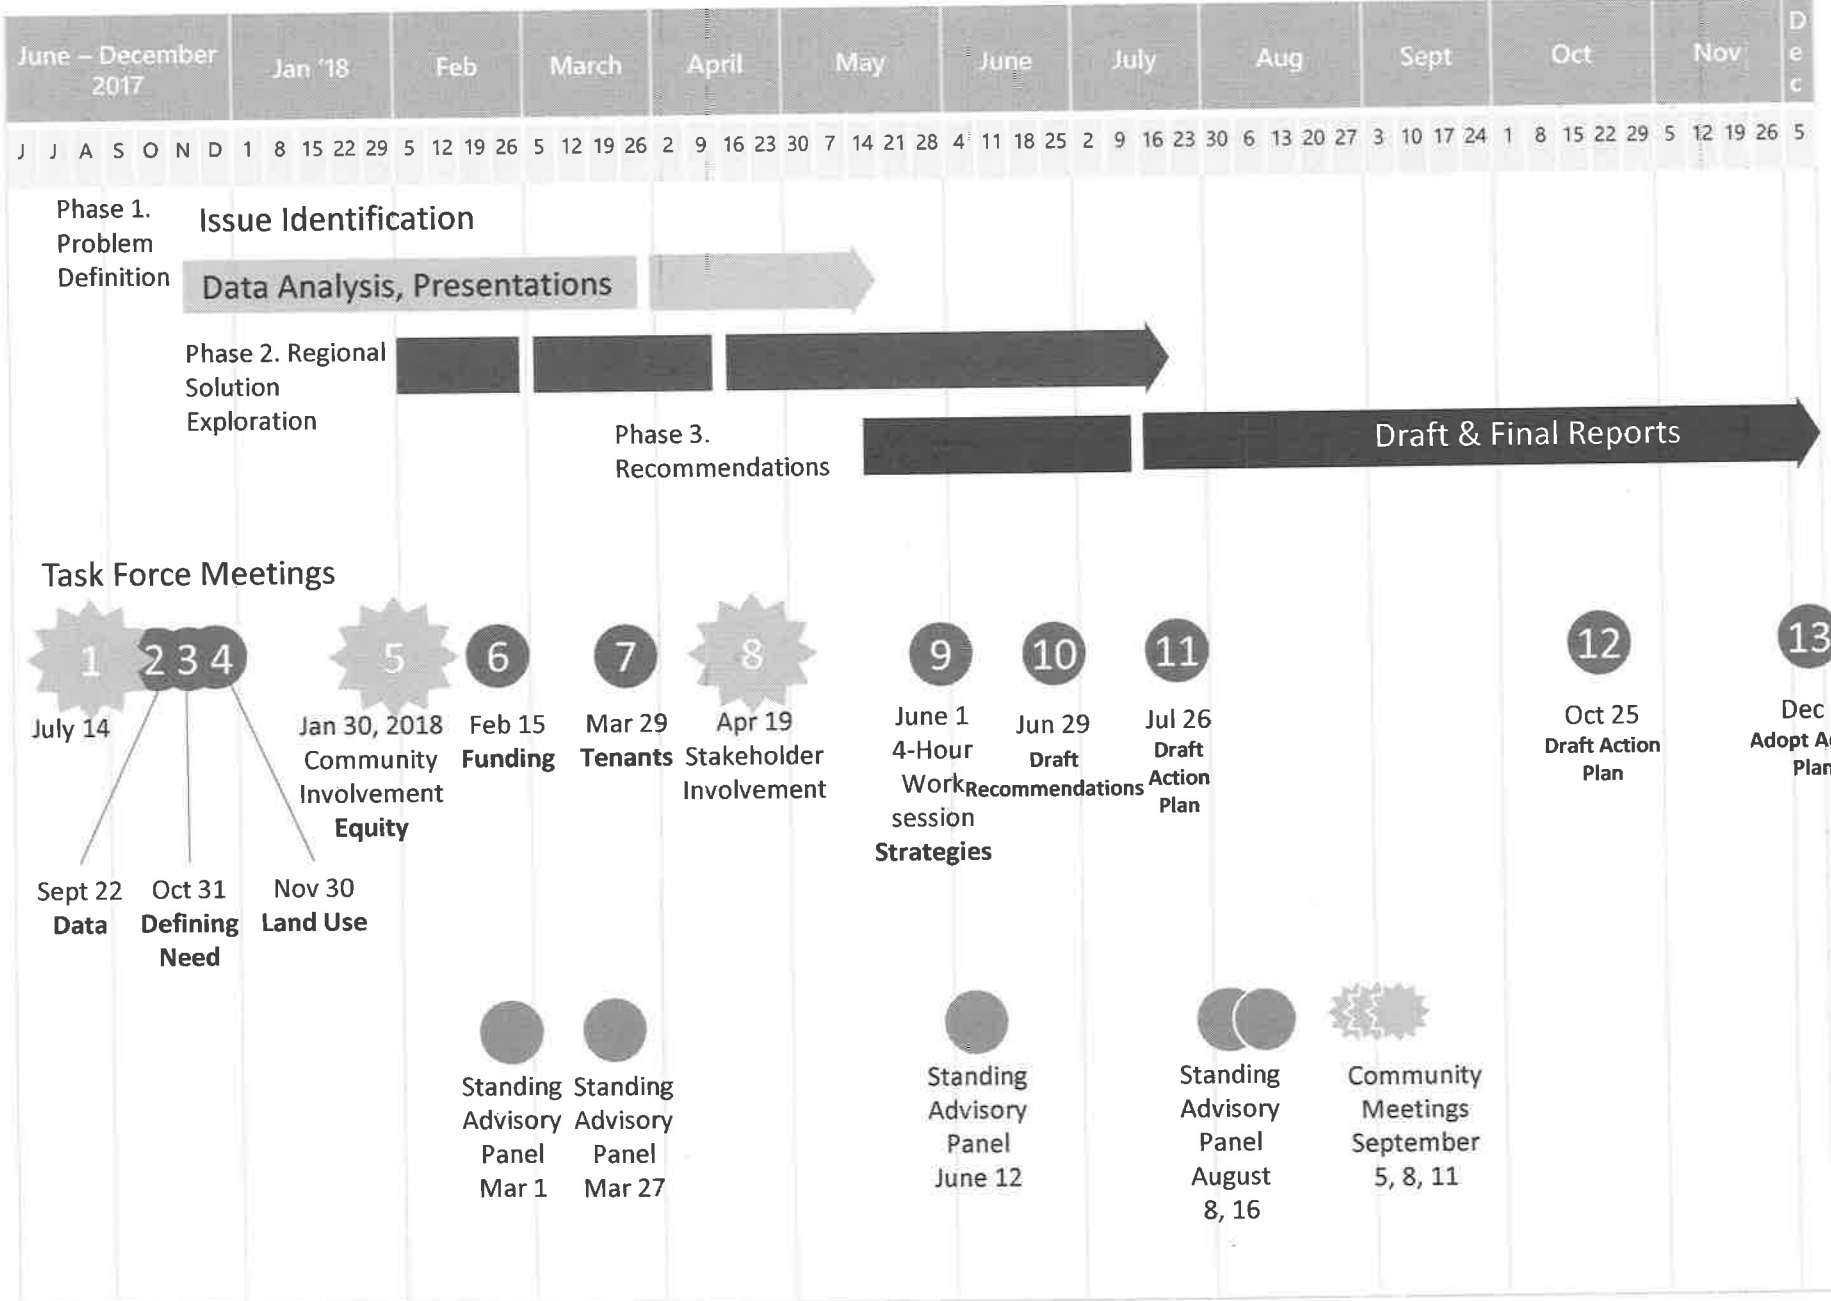 June – December
2017
Jan '18
Feb
March
April
May
June
July
Aug
Sept
Oct
Nov
D
e
c
J J A S O N D 1 8 15 22 29 5 12 19 26 5 12 19 26 2 9 16 23 30 7 14 21 28 4 11 18 25 2 9 16 23 30 6 13 20 27 3 10 17 24 1 8 15 22 29 5 12 19 26 5
Phase 1.
Problem
Definition
Issue Identification
Data Analysis, Presentations
Phase 2. Regional
Solution
Exploration
Phase 3.
Recommendations
Draft & Final Reports
Task Force Meetings
1
2
3
4
5
6
7
8
9
10
11
12
13
July 14
Sept 22
Data
Oct 31
Defining
Need
Nov 30
Land Use
Jan 30, 2018
Community
Involvement
Equity
Feb 15
Funding
Mar 29
Tenants
Apr 19
Stakeholder
Involvement
June 1
4-Hour
Work
session
Strategies
Jun 29
Draft
Recommendations
Jul 26
Draft
Action
Plan
Oct 25
Draft Action
Plan
Dec
Adopt A
Plan
Standing
Advisory
Panel
Mar 1
Standing
Advisory
Panel
Mar 27
Standing
Advisory
Panel
June 12
Standing
Advisory
Panel
August
8, 16
Community
Meetings
September
5, 8, 11